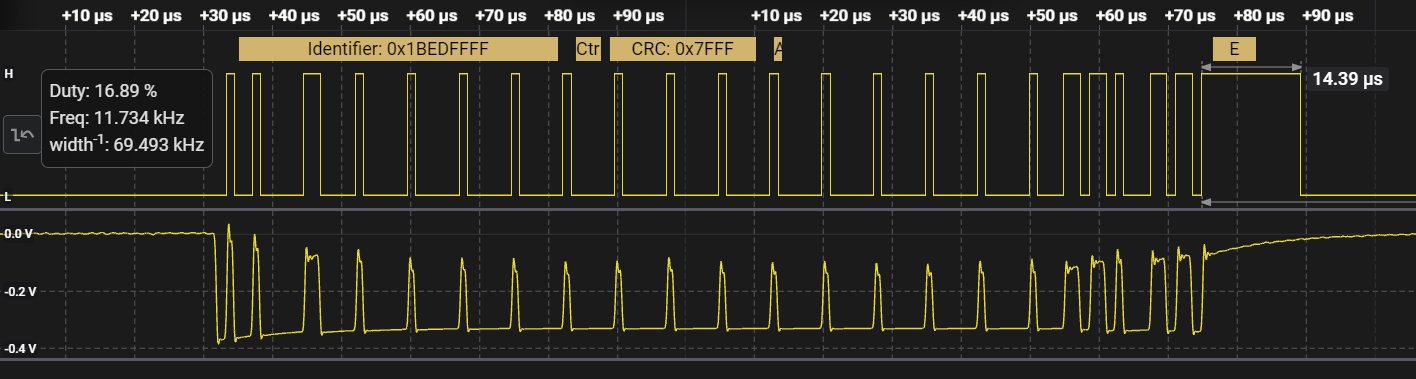 +10 µs +20 µs +30 µs +40 µs +50 µs +60 µs +70 µs +80 µs +90 µs +10 µs +20 µs +30 µs +40 µs +50 µs +60 µs +70 µs +80 µs +90 µs
Identifier: 0x1BEDFFFF Ctr CRC: 0x7FFF A E
H
14.39 µs
Duty: 16.89 %
Freq: 11.734 kHz
width-1: 69.493 kHz
L
0.0 V
-0.2 V
-0.4 V